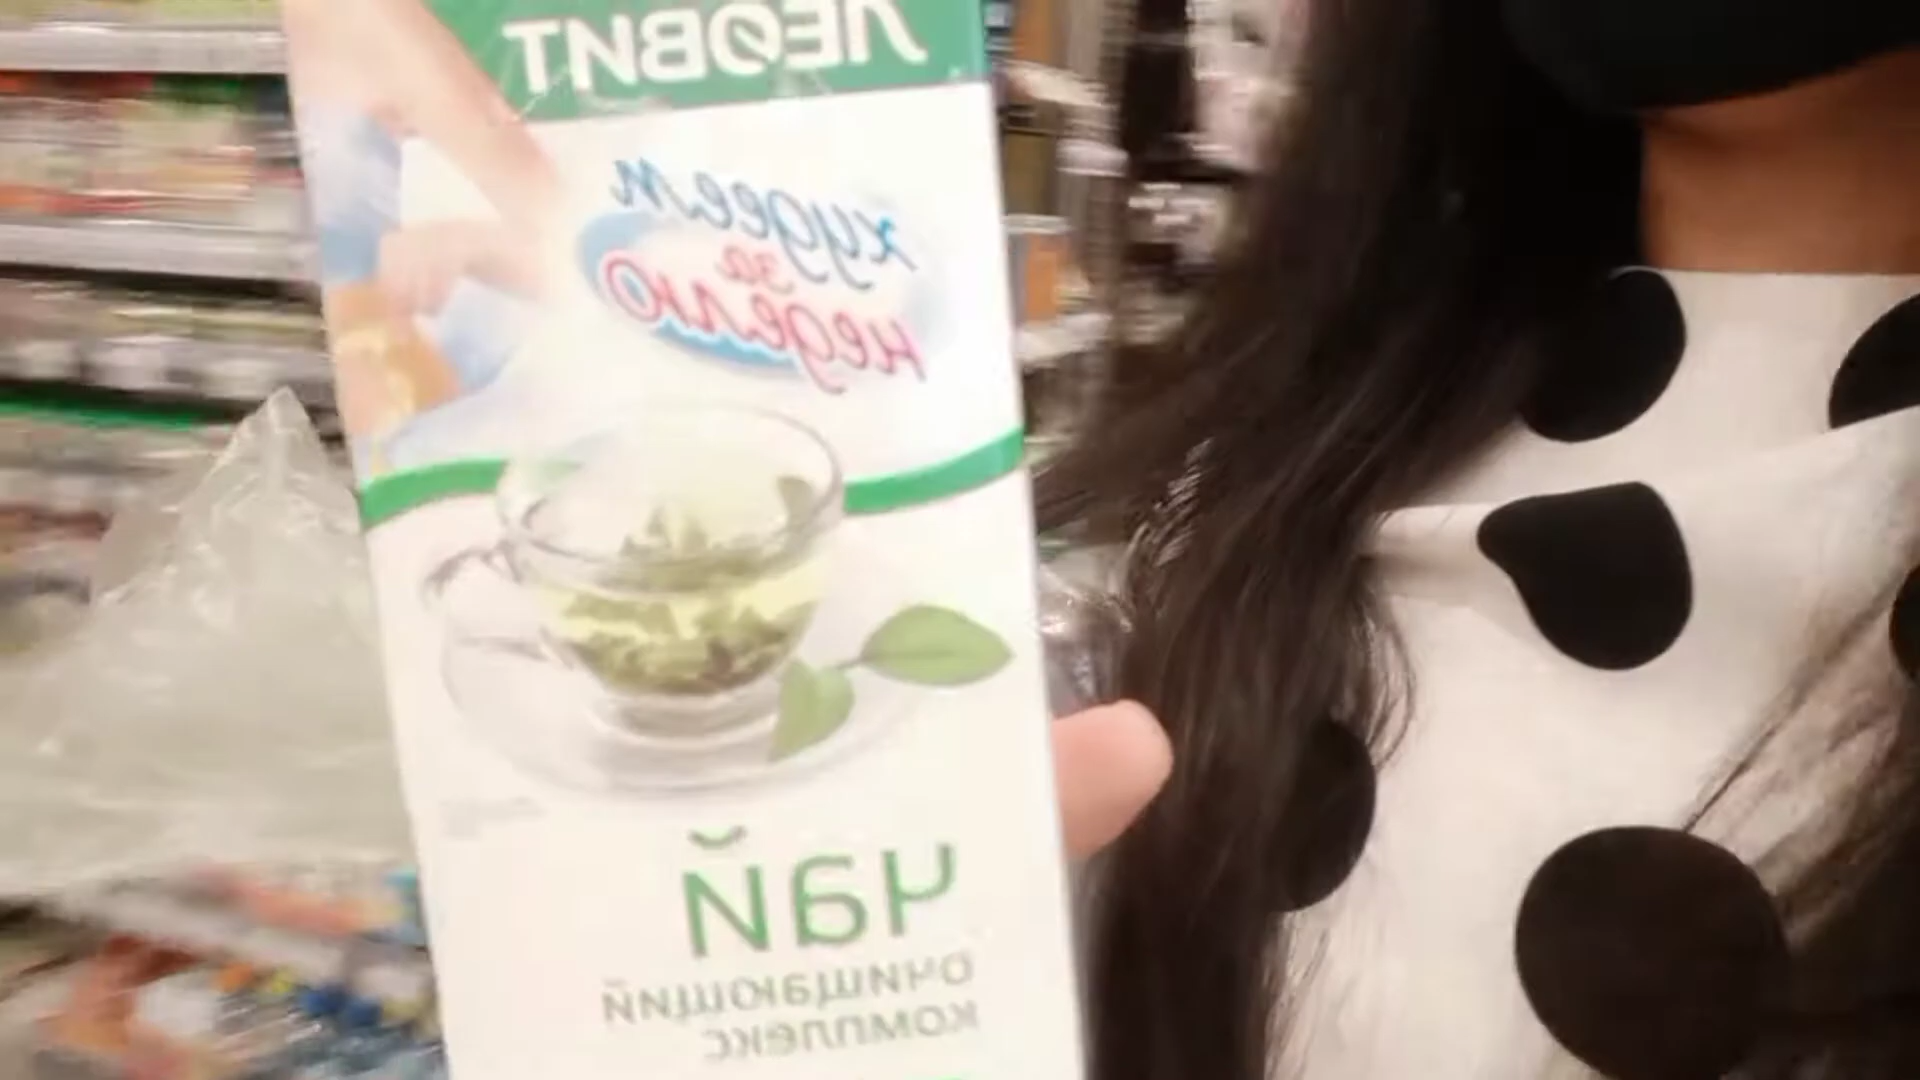 ЛЕОВИТ
худеем
за
неделю
Чай
очищающий
комплекс